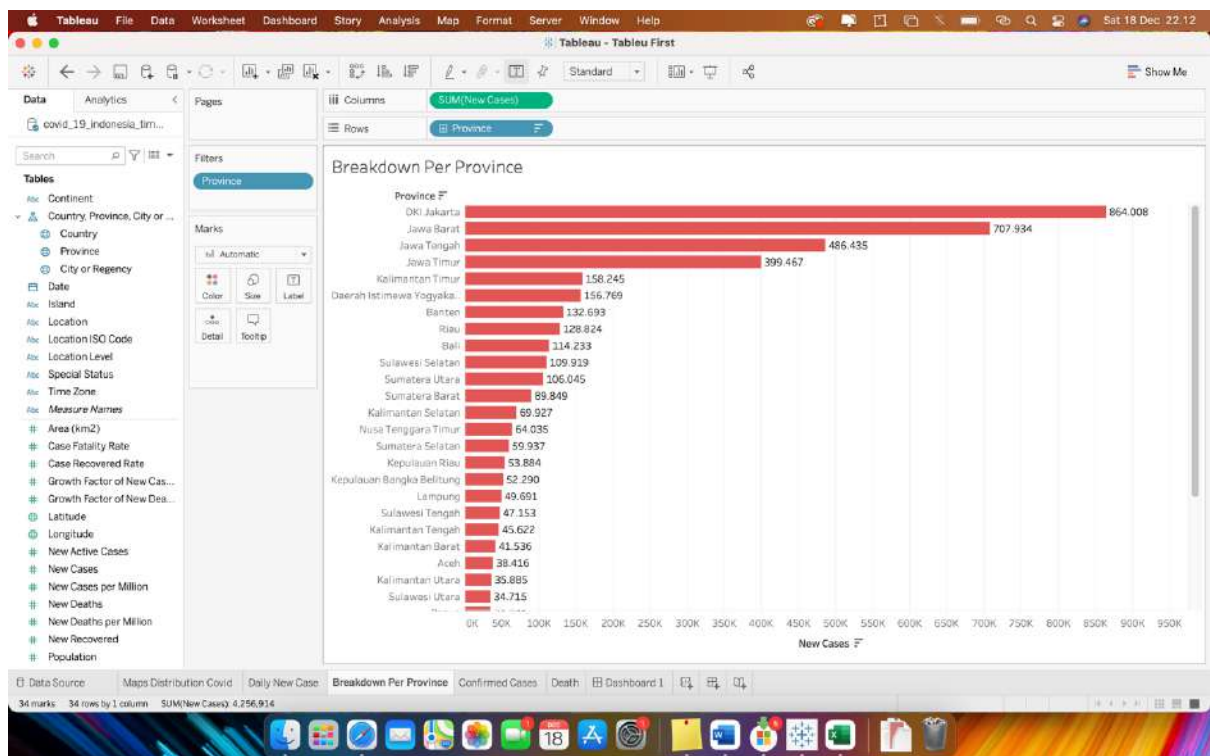 Tableau File Data Worksheet Dashboard Story Analysis Map Format Server Window Help Sat 18 Dec 22.12
Tableau - Tableu First
Standard Show Me
Data Analytics
covid_19_indonesia_tim...
Search
Tables
Abc Continent
Country, Province, City or ...
Country
Province
City or Regency
Date
Abc Island
Abc Location
Abc Location ISO Code
Abc Location Level
Abc Special Status
Abc Time Zone
Abc Measure Names
# Area (km2)
# Case Fatality Rate
# Case Recovered Rate
# Growth Factor of New Cas...
# Growth Factor of New Dea...
Latitude
Longitude
# New Active Cases
# New Cases
# New Cases per Million
# New Deaths
# New Deaths per Million
# New Recovered
# Population
Pages
Filters
Province
Marks
Automatic
Color Size Label
Detail Tooltip
Columns SUM(New Cases)
Rows Province
Breakdown Per Province
Province
DKI Jakarta 864.008
Jawa Barat 707.934
Jawa Tengah 486.435
Jawa Timur 399.467
Kalimantan Timur 158.245
Daerah Istimewa Yogyaka.. 156.769
Banten 132.693
Riau 128.824
Bali 114.233
Sulawesi Selatan 109.919
Sumatera Utara 106.045
Sumatera Barat 89.849
Kalimantan Selatan 69.927
Nusa Tenggara Timur 64.035
Sumatera Selatan 59.937
Kepulauan Riau 53.884
Kepulauan Bangka Belitung 52.290
Lampung 49.691
Sulawesi Tengah 47.153
Kalimantan Tengah 45.622
Kalimantan Barat 41.536
Aceh 38.416
Kalimantan Utara 35.885
Sulawesi Utara 34.715
0K 50K 100K 150K 200K 250K 300K 350K 400K 450K 500K 550K 600K 650K 700K 750K 800K 850K 900K 950K
New Cases
Data Source Maps Distribution Covid Daily New Case Breakdown Per Province Confirmed Cases Death Dashboard 1
34 marks 34 rows by 1 column SUM(New Cases): 4.256.914
DEC
18